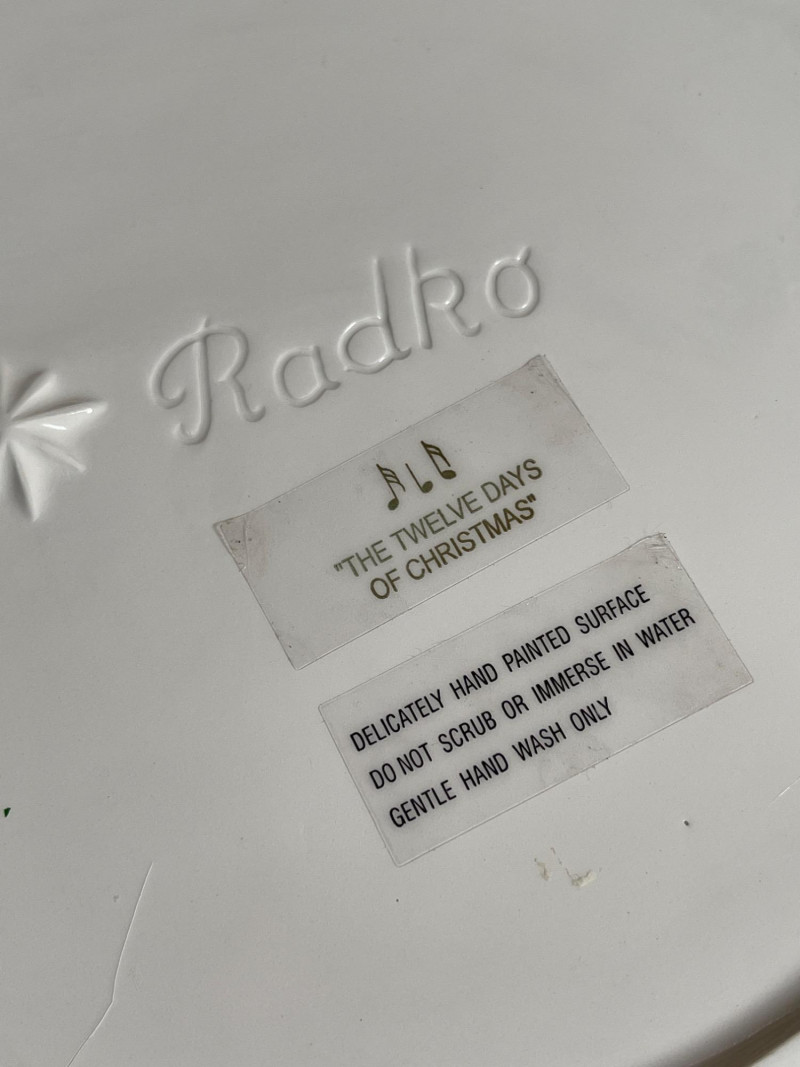 Radko
"THE TWELVE DAYS
OF CHRISTMAS"
DELICATELY HAND PAINTED SURFACE
DO NOT SCRUB OR IMMERSE IN WATER
GENTLE HAND WASH ONLY